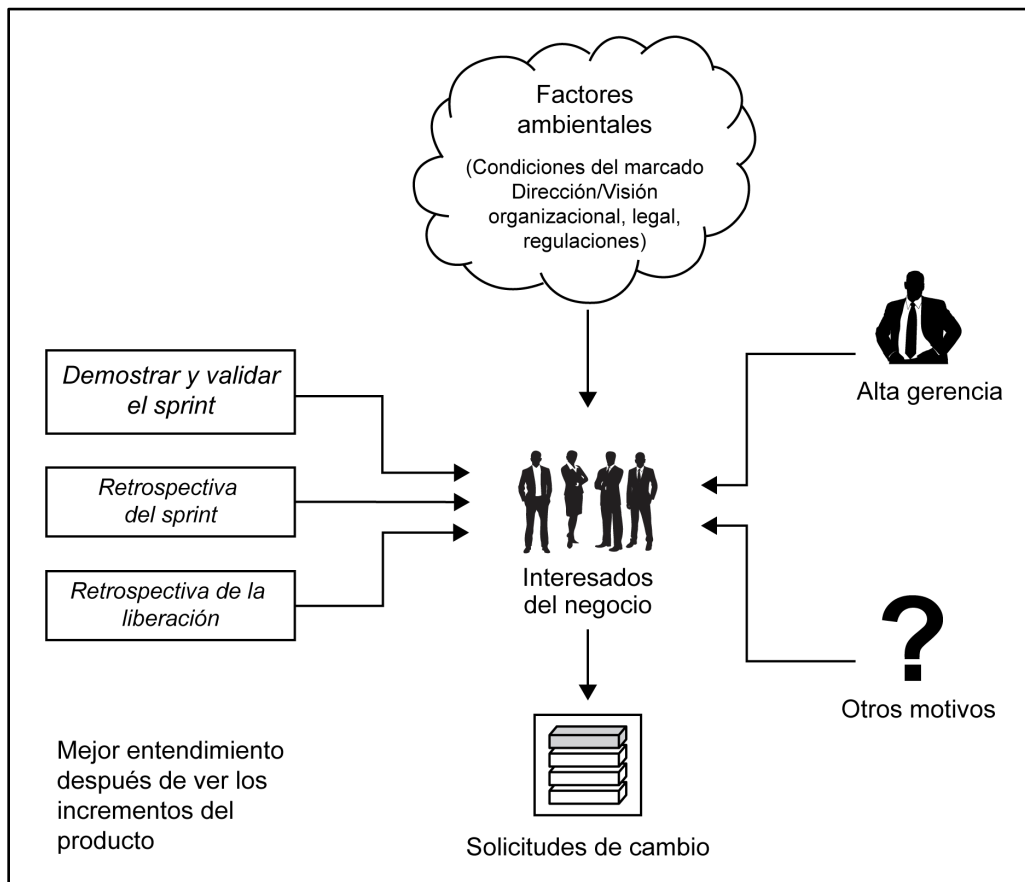 Factores
ambientales
(Condiciones del marcado
Dirección/Visión
organizacional, legal,
regulaciones)
Demostrar y validar
el sprint
Retrospectiva
del sprint
Retrospectiva de la
liberación
Alta gerencia
Interesados
del negocio
?
Otros motivos
Mejor entendimiento
después de ver los
incrementos del
producto
Solicitudes de cambio